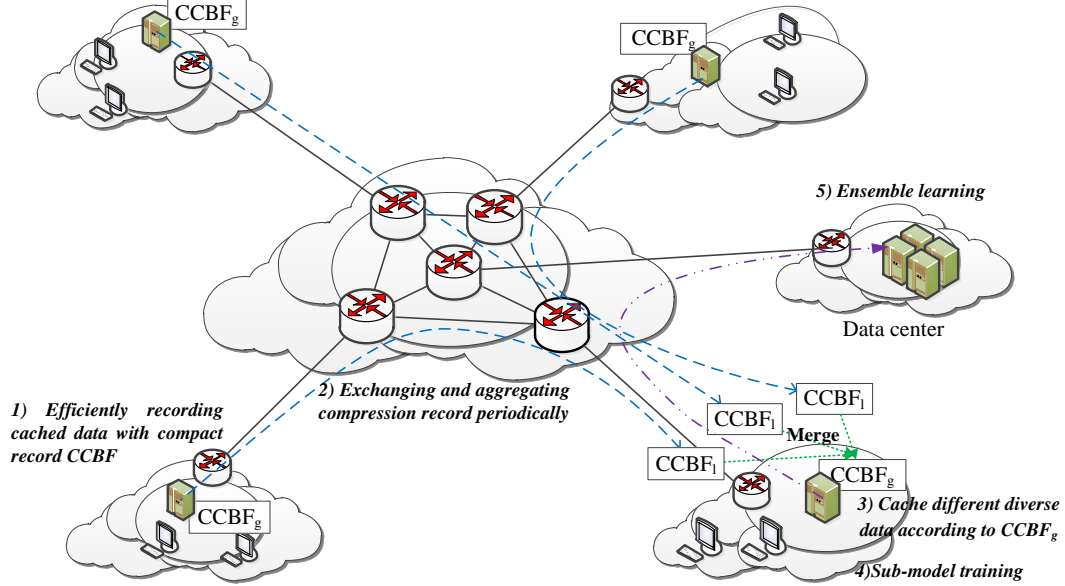 CCBFg
CCBFg
5) Ensemble learning
Data center
2) Exchanging and aggregating
compression record periodically
1) Efficiently recording
cached data with compact
record CCBF
CCBFl
CCBFl
Merge
CCBFl
CCBFg
CCBFg
3) Cache different diverse
data according to CCBFg
4)Sub-model training